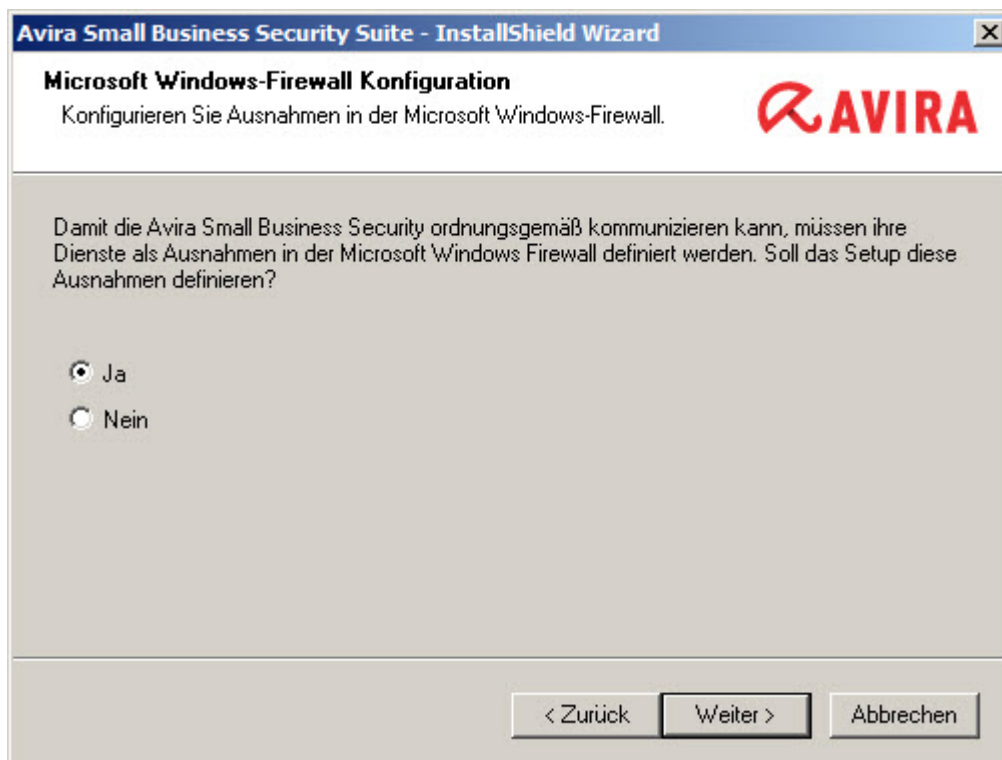 Avira Small Business Security Suite - InstallShield Wizard
Microsoft Windows-Firewall Konfiguration
Konfigurieren Sie Ausnahmen in der Microsoft Windows-Firewall.
AVIRA
Damit die Avira Small Business Security ordnungsgemäß kommunizieren kann, müssen ihre
Dienste als Ausnahmen in der Microsoft Windows Firewall definiert werden. Soll das Setup diese
Ausnahmen definieren?
Ja
Nein
< Zurück
Weiter >
Abbrechen